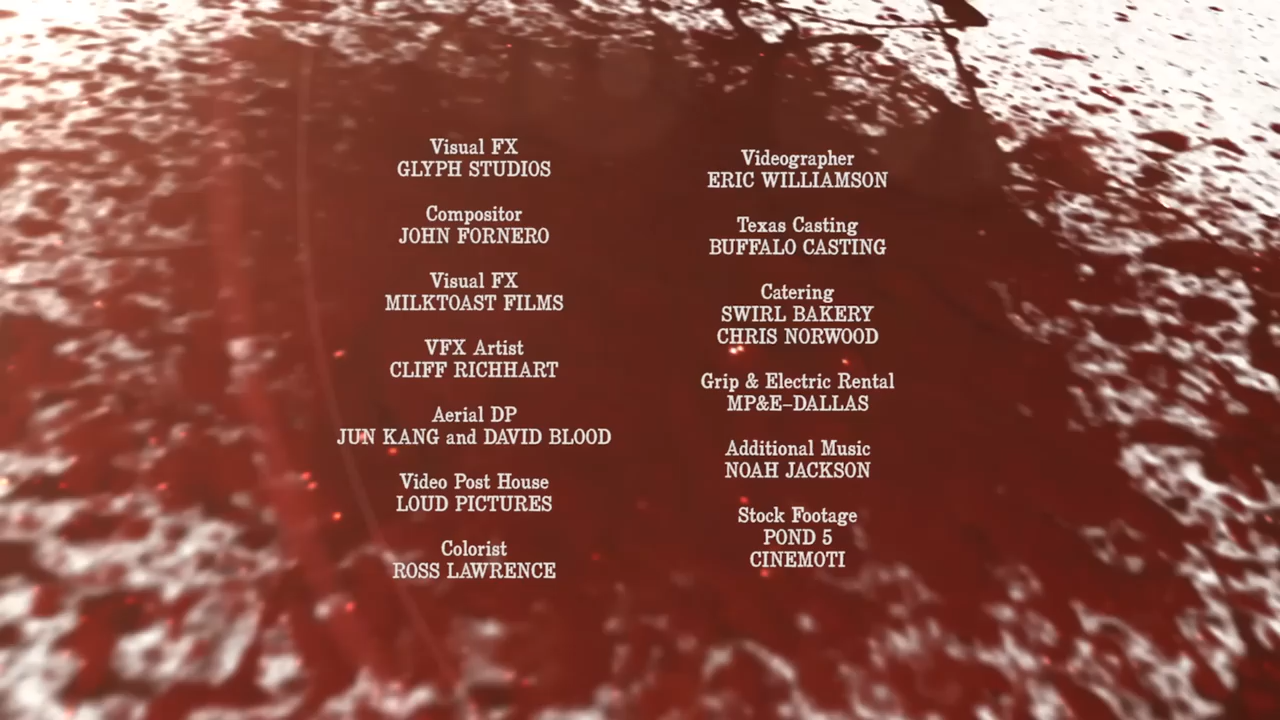 Visual FX
GLYPH STUDIOS
Compositor
JOHN FORNERO
Visual FX
MILKTOAST FILMS
VFX Artist
CLIFF RICHHART
Aerial DP
JUN KANG and DAVID BLOOD
Video Post House
LOUD PICTURES
Colorist
ROSS LAWRENCE
Videographer
ERIC WILLIAMSON
Texas Casting
BUFFALO CASTING
Catering
SWIRL BAKERY
CHRIS NORWOOD
Grip & Electric Rental
MP&E–DALLAS
Additional Music
NOAH JACKSON
Stock Footage
POND 5
CINEMOTI